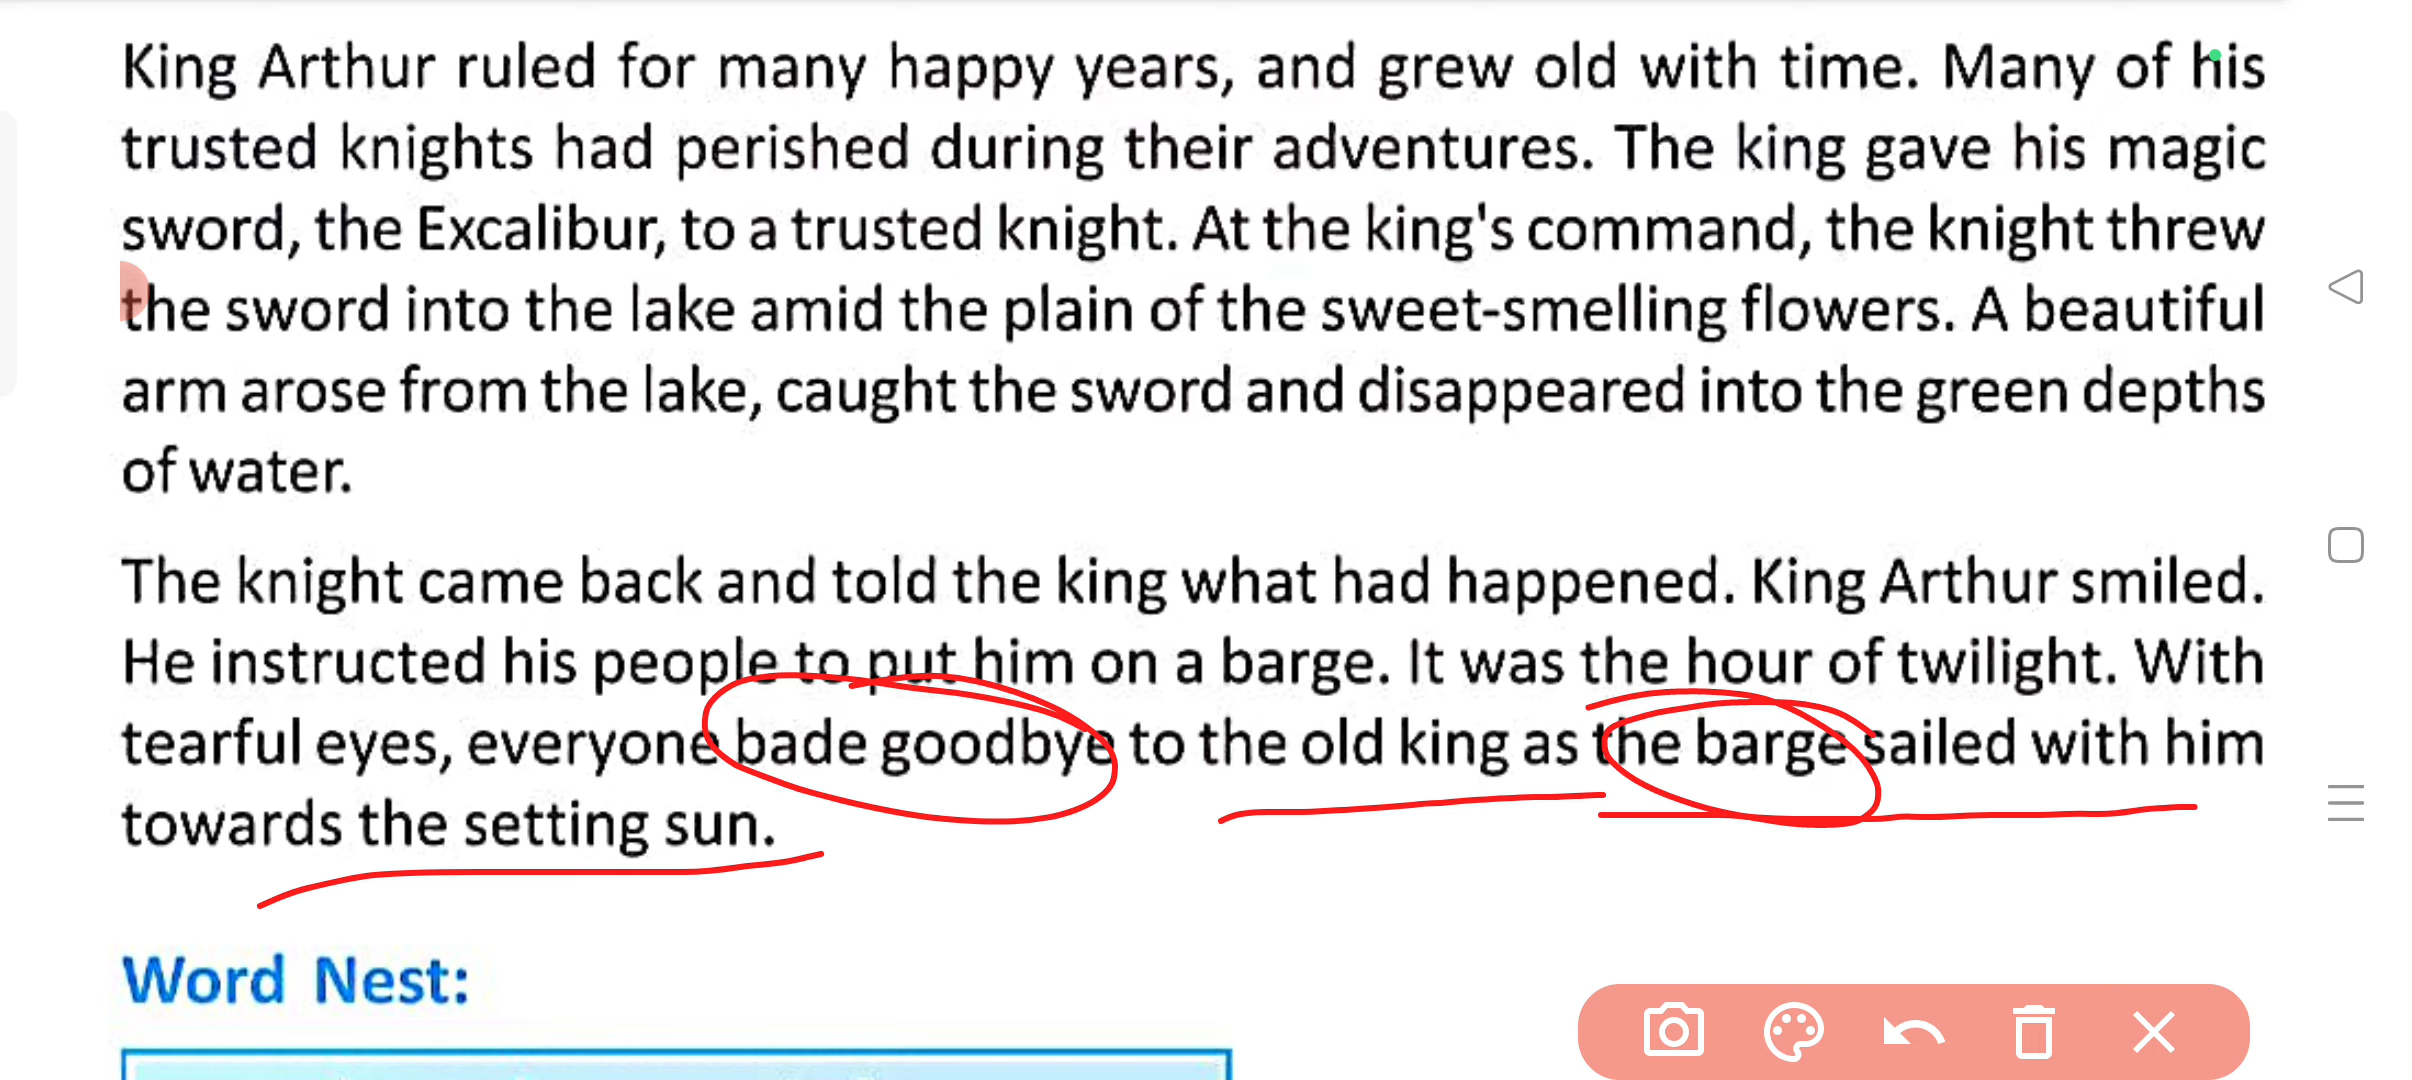 King Arthur ruled for many happy years, and grew old with time. Many of his
trusted knights had perished during their adventures. The king gave his magic
sword, the Excalibur, to a trusted knight. At the king's command, the knight threw
the sword into the lake amid the plain of the sweet-smelling flowers. A beautiful
arm arose from the lake, caught the sword and disappeared into the green depths
of water.
The knight came back and told the king what had happened. King Arthur smiled.
He instructed his people to put him on a barge. It was the hour of twilight. With
tearful eyes, everyone bade goodbye to the old king as the barge sailed with him
towards the setting sun.
Word Nest: